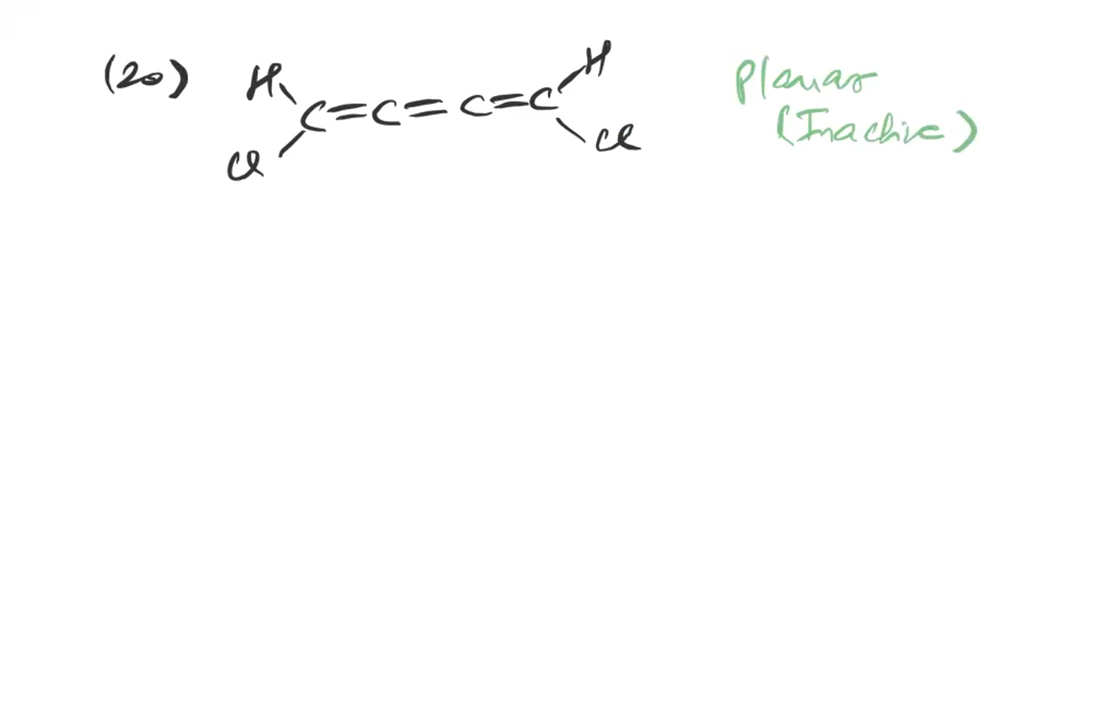 (20) H H
C=C=C=C
Cl Cl
Planar
(Inactive)